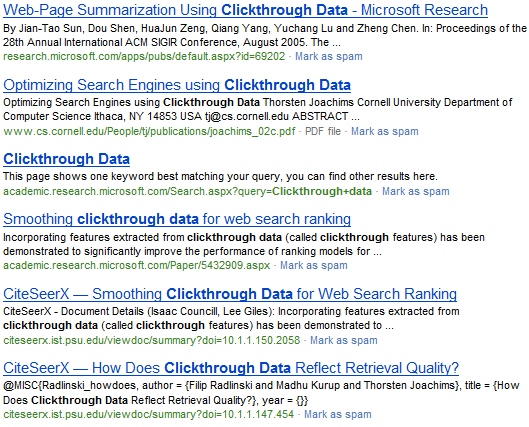 Web-Page Summarization Using Clickthrough Data - Microsoft Research
By Jian-Tao Sun, Dou Shen, HuaJun Zeng, Qiang Yang, Yuchang Lu and Zheng Chen. In: Proceedings of the
28th Annual International ACM SIGIR Conference, August 2005. The ...
research.microsoft.com/apps/pubs/default.aspx?id=69202 · Mark as spam
Optimizing Search Engines using Clickthrough Data
Optimizing Search Engines using Clickthrough Data Thorsten Joachims Cornell University Department of
Computer Science Ithaca, NY 14853 USA tj@cs.cornell.edu ABSTRACT ...
www.cs.cornell.edu/People/tj/publications/joachims_02c.pdf · PDF file · Mark as spam
Clickthrough Data
This page shows one keyword best matching your query, you can find other results here.
academic.research.microsoft.com/Search.aspx?query=Clickthrough+data · Mark as spam
Smoothing clickthrough data for web search ranking
Incorporating features extracted from clickthrough data (called clickthrough features) has been
demonstrated to significantly improve the performance of ranking models for ...
academic.research.microsoft.com/Paper/5432909.aspx · Mark as spam
CiteSeerX — Smoothing Clickthrough Data for Web Search Ranking
CiteSeerX - Document Details (Isaac Councill, Lee Giles): Incorporating features extracted from
clickthrough data (called clickthrough features) has been demonstrated to ...
citeseerx.ist.psu.edu/viewdoc/summary?doi=10.1.1.150.2058 · Mark as spam
CiteSeerX — How Does Clickthrough Data Reflect Retrieval Quality?
@MISC{Radlinski_howdoes, author = {Filip Radlinski and Madhu Kurup and Thorsten Joachims}, title = {How
Does Clickthrough Data Reflect Retrieval Quality?}, year = {}}
citeseerx.ist.psu.edu/viewdoc/summary?doi=10.1.1.147.454 · Mark as spam